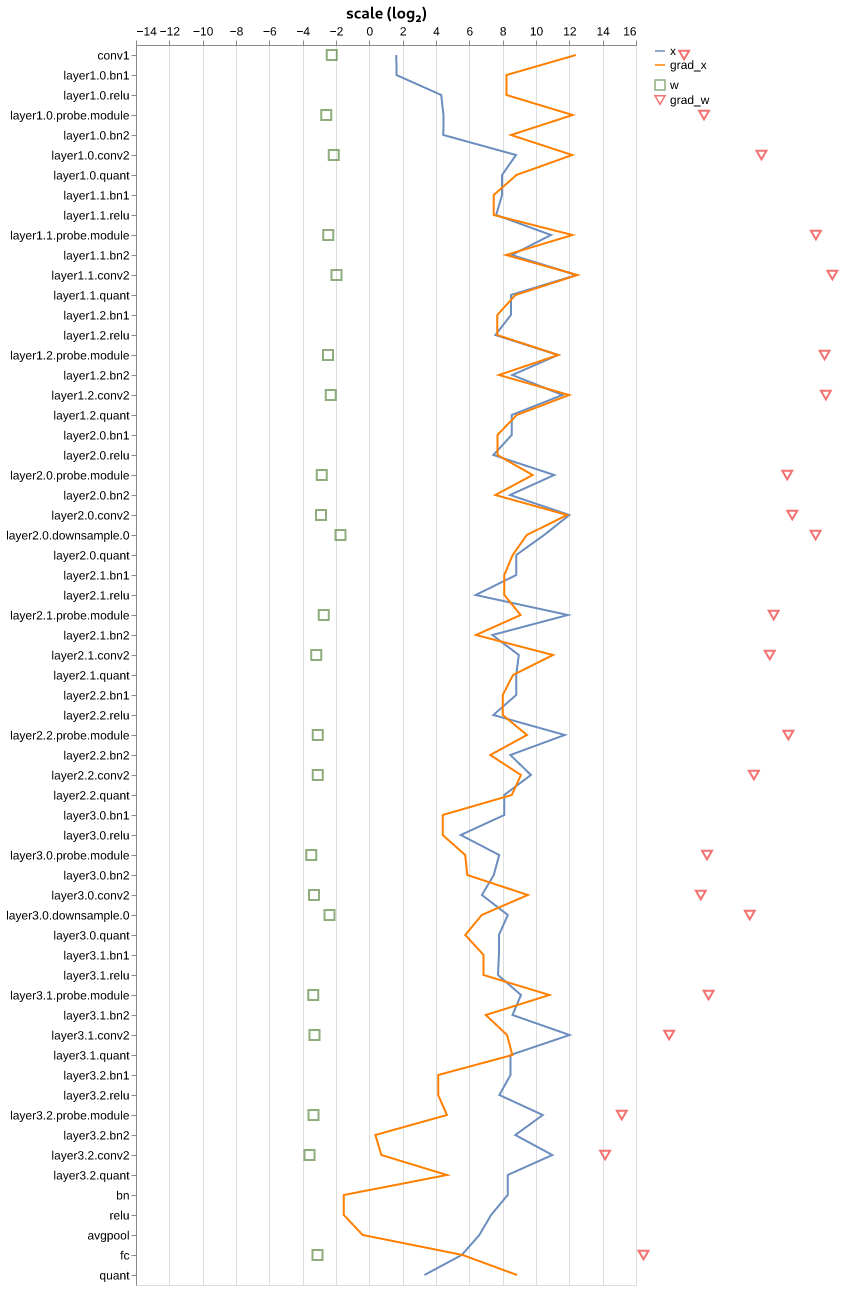 scale (log₂)
−14 −12 −10 −8 −6 −4 −2 0 2 4 6 8 10 12 14 16
x
grad_x
w
grad_w
conv1
layer1.0.bn1
layer1.0.relu
layer1.0.probe.module
layer1.0.bn2
layer1.0.conv2
layer1.0.quant
layer1.1.bn1
layer1.1.relu
layer1.1.probe.module
layer1.1.bn2
layer1.1.conv2
layer1.1.quant
layer1.2.bn1
layer1.2.relu
layer1.2.probe.module
layer1.2.bn2
layer1.2.conv2
layer1.2.quant
layer2.0.bn1
layer2.0.relu
layer2.0.probe.module
layer2.0.bn2
layer2.0.conv2
layer2.0.downsample.0
layer2.0.quant
layer2.1.bn1
layer2.1.relu
layer2.1.probe.module
layer2.1.bn2
layer2.1.conv2
layer2.1.quant
layer2.2.bn1
layer2.2.relu
layer2.2.probe.module
layer2.2.bn2
layer2.2.conv2
layer2.2.quant
layer3.0.bn1
layer3.0.relu
layer3.0.probe.module
layer3.0.bn2
layer3.0.conv2
layer3.0.downsample.0
layer3.0.quant
layer3.1.bn1
layer3.1.relu
layer3.1.probe.module
layer3.1.bn2
layer3.1.conv2
layer3.1.quant
layer3.2.bn1
layer3.2.relu
layer3.2.probe.module
layer3.2.bn2
layer3.2.conv2
layer3.2.quant
bn
relu
avgpool
fc
quant